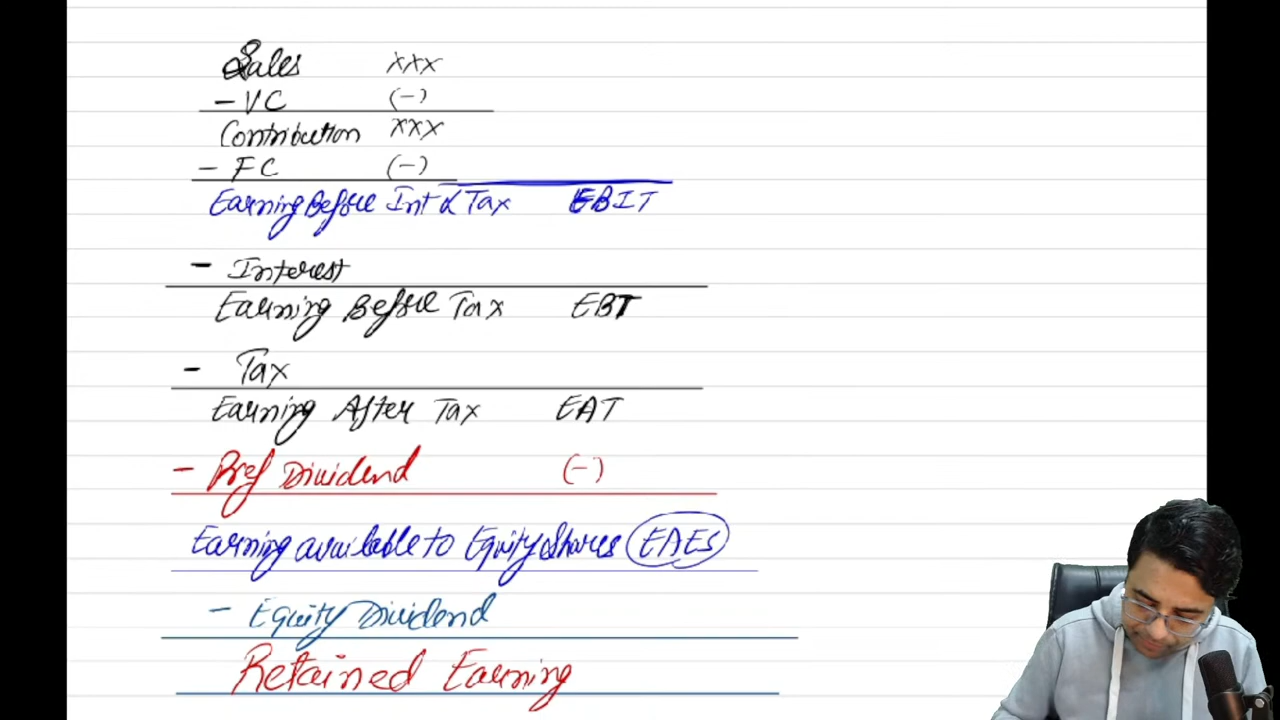 Sales xxx
- VC (-)
Contribution xxx
- FC (-)
Earning Before Int & Tax EBIT
- Interest
Earning Before Tax EBT
- Tax
Earning After Tax EAT
- Pref Dividend (-)
Earning available to Equity Shares EAES
- Equity Dividend
Retained Earning